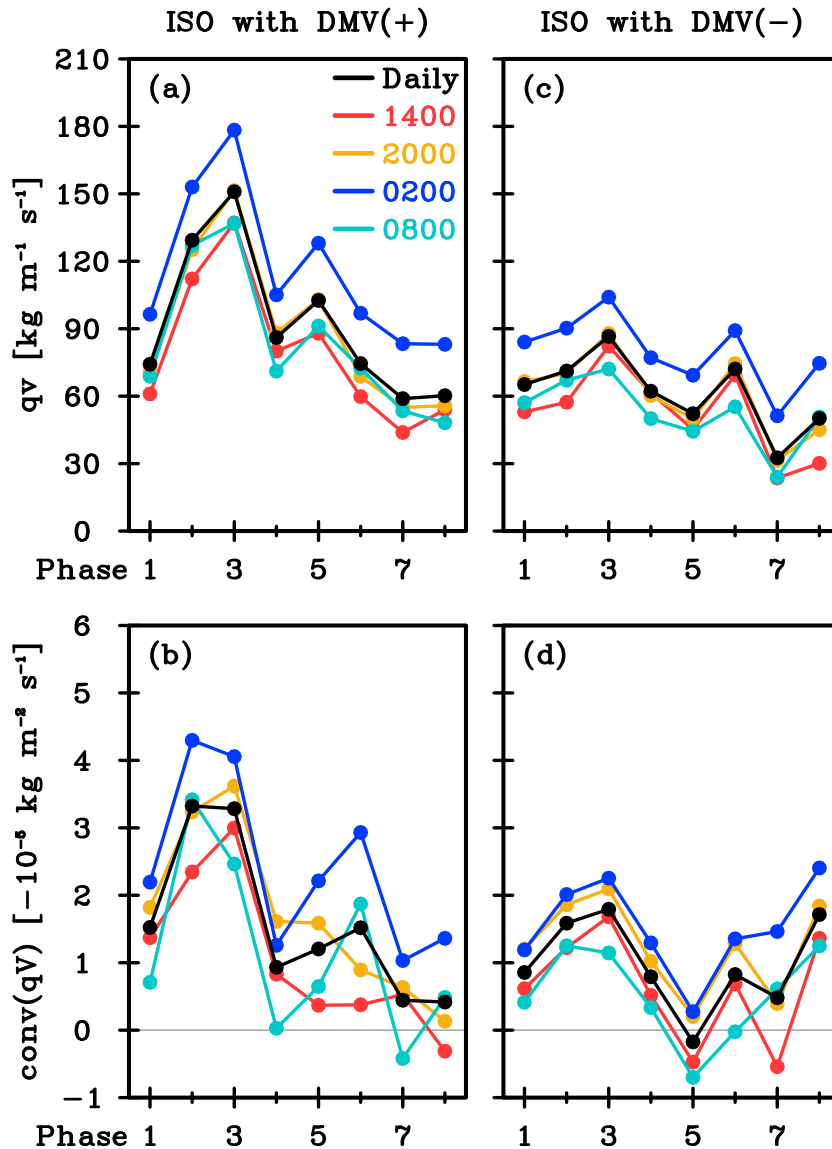 ISO with DMV(+) ISO with DMV(−)
210
180
150
120
90
60
30
0
qv [kg m⁻¹ s⁻¹]
(a)
Daily
1400
2000
0200
0800
(c)
Phase 1 3 5 7 1 3 5 7
6
5
4
3
2
1
0
−1
conv(qV) [−10⁻⁵ kg m⁻² s⁻¹]
(b)
(d)
Phase 1 3 5 7 1 3 5 7